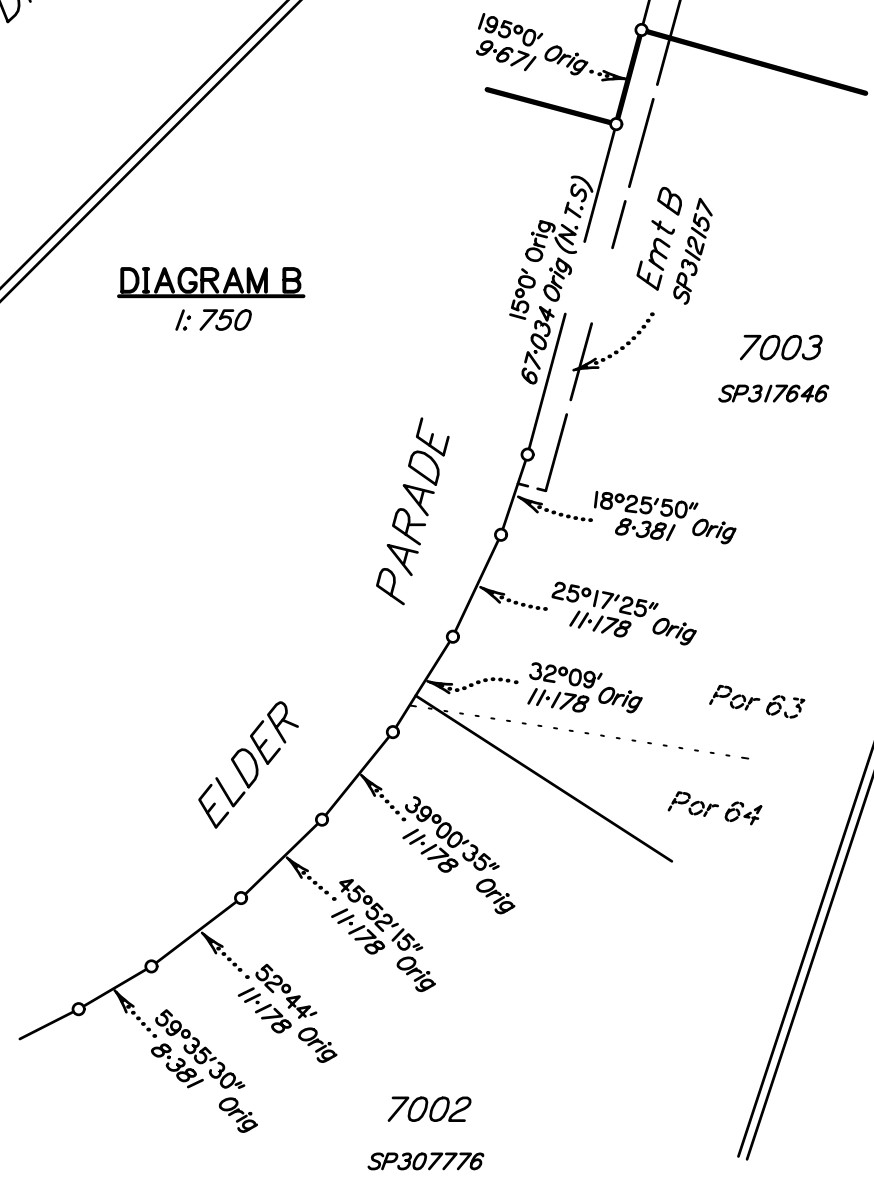 195°0' Orig
9·671
15°0' Orig
67·034 Orig (N.T.S)
Emt B
SP312157
DIAGRAM B
1: 750
7003
SP317646
PARADE
18°25'50"
8·381 Orig
25°17'25"
11·178 Orig
32°09'
11·178 Orig
Por 63
ELDER
Por 64
39°00'35"
11·178 Orig
45°52'15"
11·178 Orig
52°44'
11·178 Orig
59°35'30"
8·381 Orig
7002
SP307776